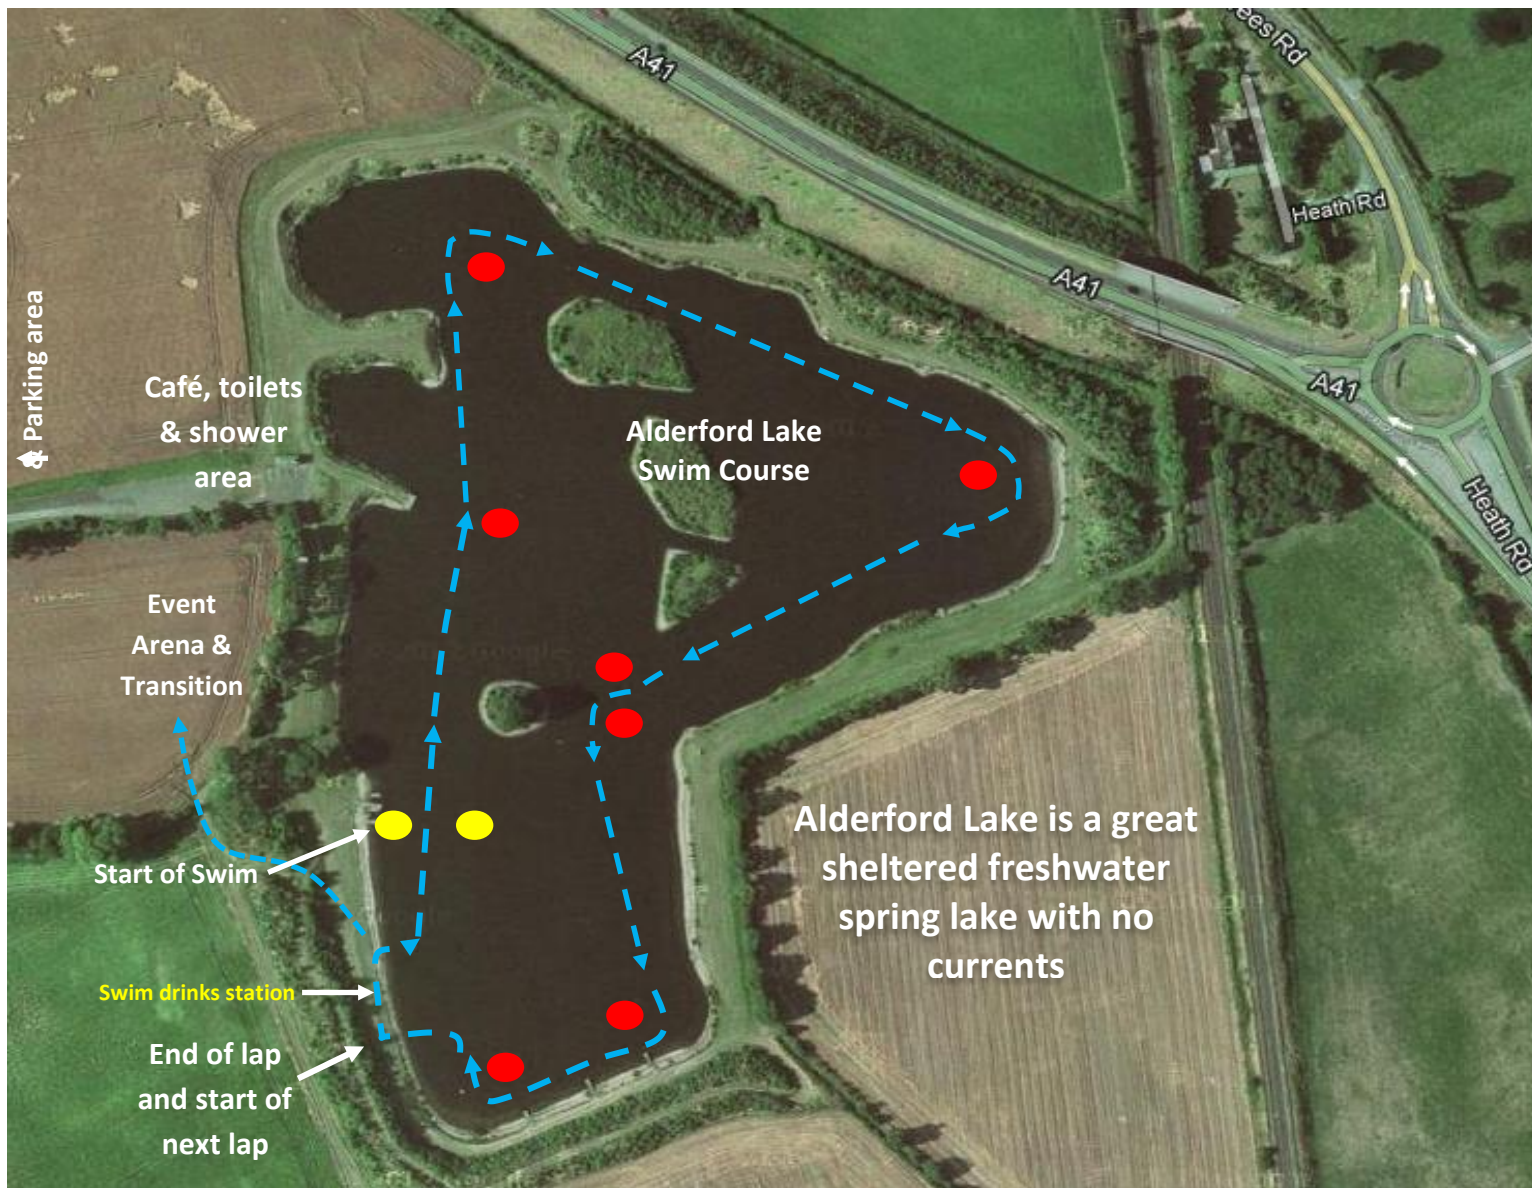 A41
rees Rd
Heath Rd
A41
A41
Heath Rd
& Parking area
Café, toilets
& shower
area
Alderford Lake
Swim Course
Event
Arena &
Transition
Start of Swim
Swim drinks station
End of lap
and start of
next lap
Alderford Lake is a great
sheltered freshwater
spring lake with no
currents
Google